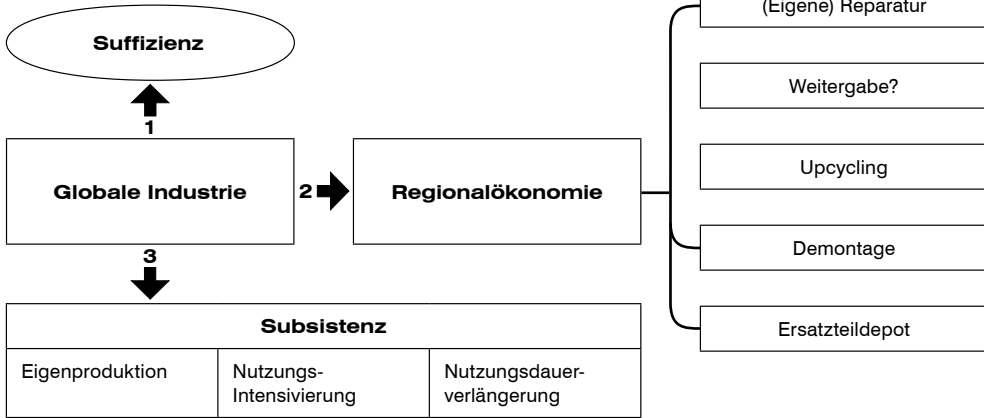 Suffizienz
1
Globale Industrie
2
Regionalökonomie
3
Subsistenz
Eigenproduktion
Nutzungs-
Intensivierung
Nutzungsdauer-
verlängerung
(Eigene) Reparatur
Weitergabe?
Upcycling
Demontage
Ersatzteildepot